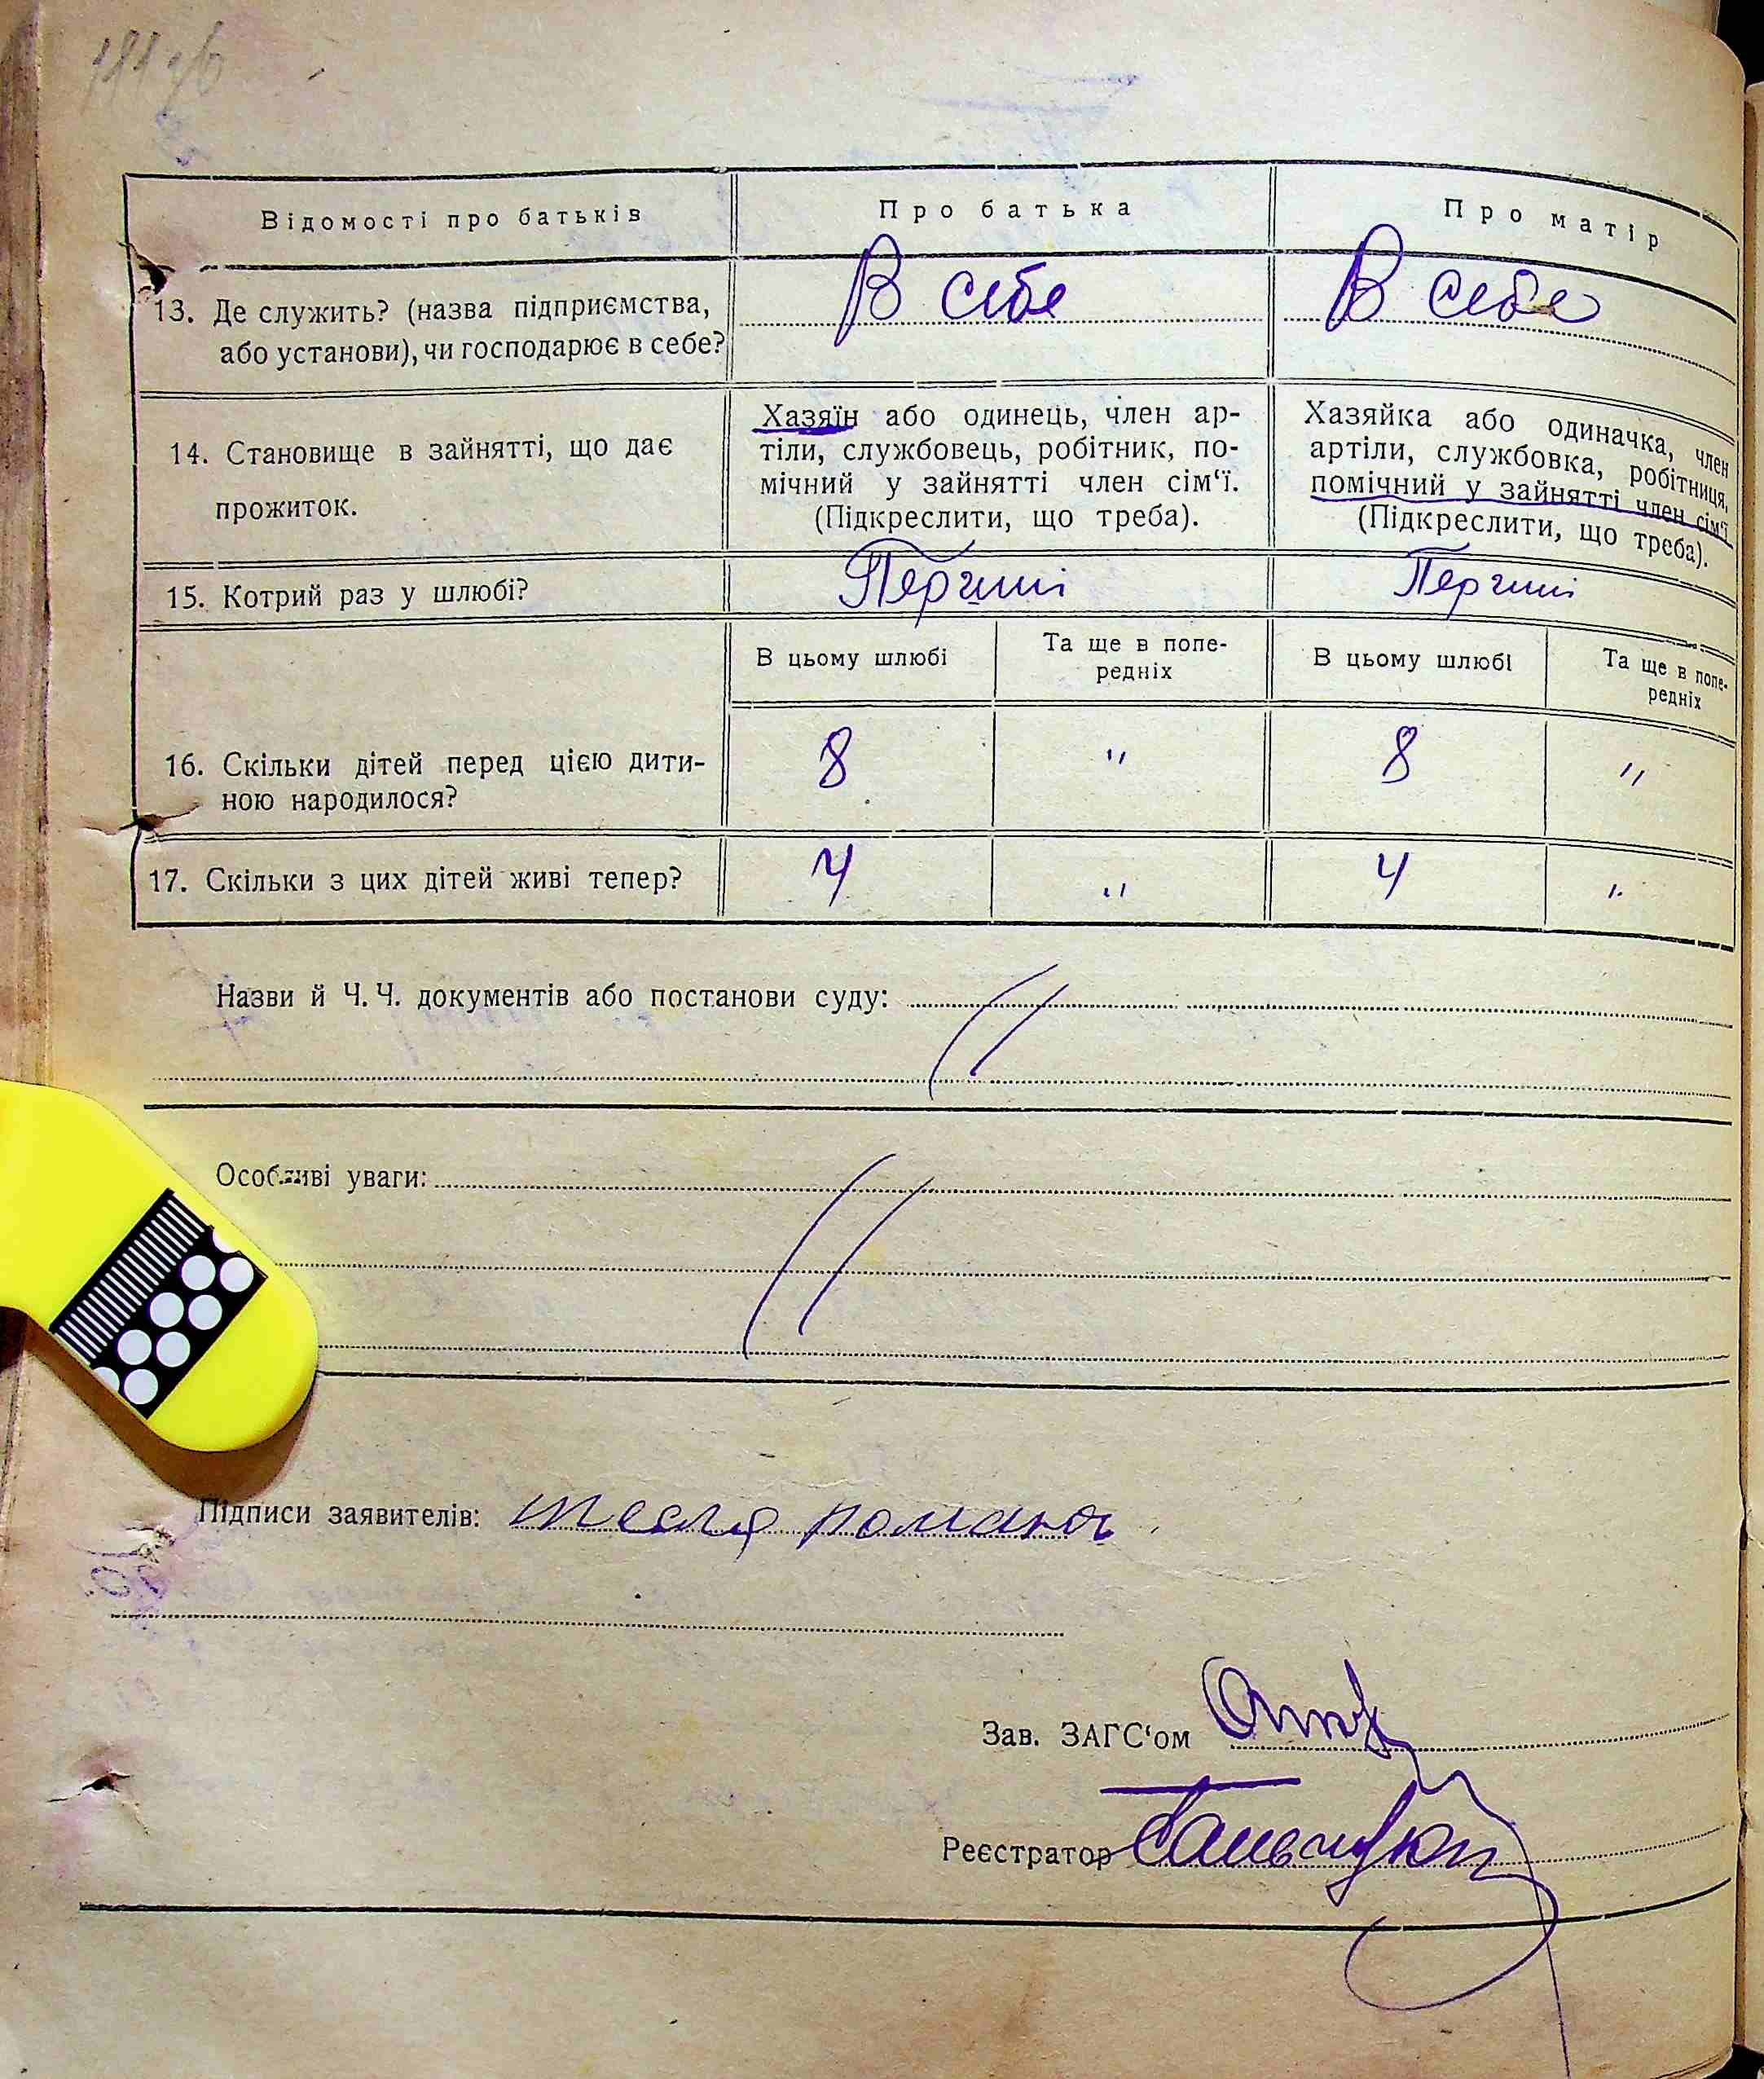 Відомості про батьків
Про батька
Про матір
13. Де служить? (назва підприємства,
або установи), чи господарює в себе?
В себе
В себе
14. Становище в зайнятті, що дає
прожиток.
Хазяїн або одинець, член ар-
тіли, службовець, робітник, по-
мічний у зайнятті член сім‘ї.
(Підкреслити, що треба).
Хазяйка або одиначка, член
артіли, службовка, робітниця,
помічний у зайнятті член сім‘ї
(Підкреслити, що треба).
15. Котрий раз у шлюбі?
Перший
Перший
В цьому шлюбі
Та ще в попе-
редніх
В цьому шлюбі
Та ще в попе-
редніх
16. Скільки дітей перед цією дити-
ною народилося?
8
"
8
"
17. Скільки з цих дітей живі тепер?
4
"
4
"
Назви й Ч. Ч. документів або постанови суду:
Особливі уваги:
Підписи заявителів: тесля романа
Зав. ЗАГС‘ом
Реєстратор